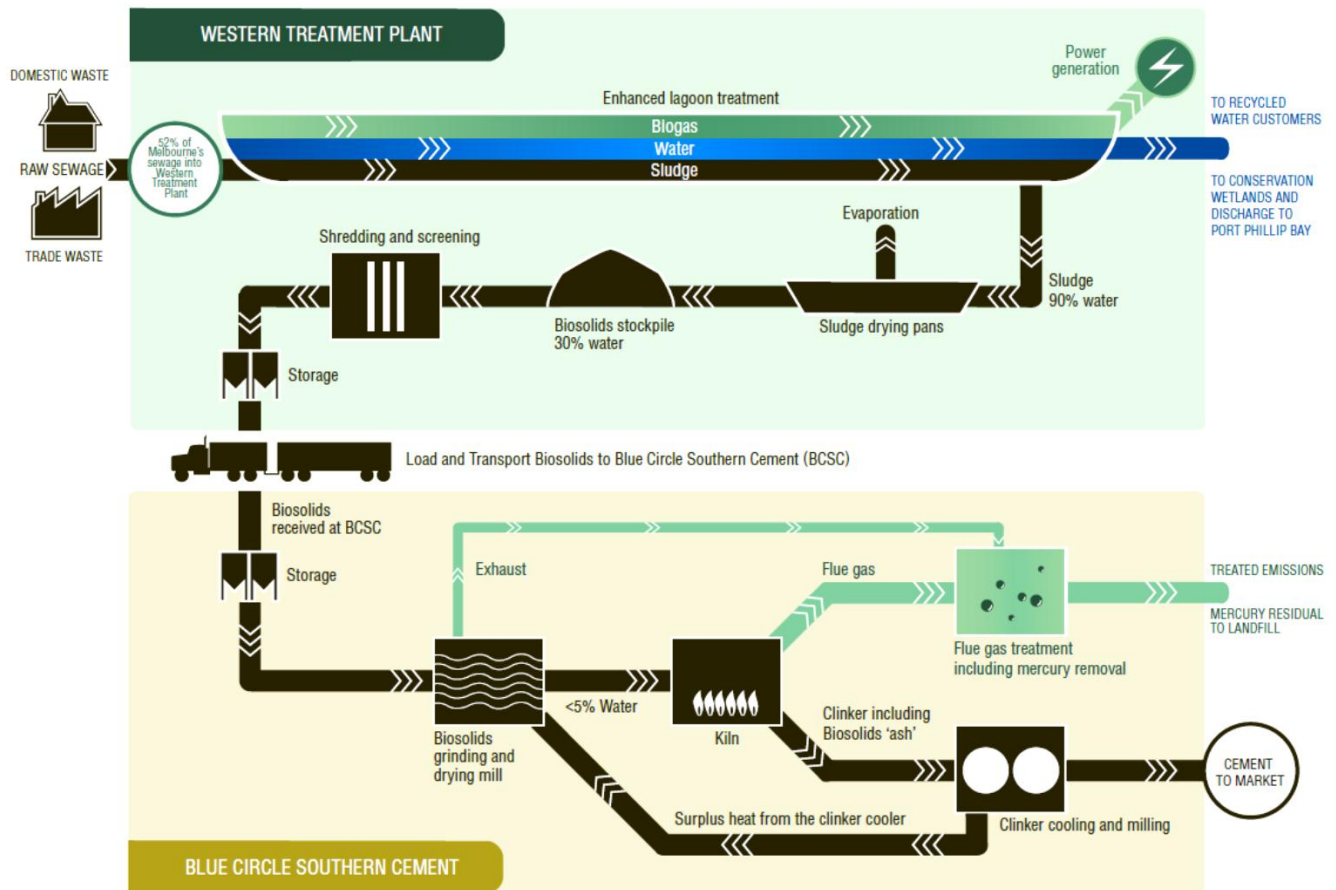 WESTERN TREATMENT PLANT
DOMESTIC WASTE
RAW SEWAGE
TRADE WASTE
52% of
Melbourne's
sewage into
Western
Treatment
Plant
Enhanced lagoon treatment
Biogas
Water
Sludge
Power
generation
TO RECYCLED
WATER CUSTOMERS
TO CONSERVATION
WETLANDS AND
DISCHARGE TO
PORT PHILLIP BAY
Sludge
90% water
Evaporation
Sludge drying pans
Biosolids stockpile
30% water
Shredding and screening
Storage
Load and Transport Biosolids to Blue Circle Southern Cement (BCSC)
Biosolids
received at BCSC
Storage
Exhaust
Biosolids
grinding and
drying mill
<5% Water
Kiln
Flue gas
Flue gas treatment
including mercury removal
TREATED EMISSIONS
MERCURY RESIDUAL
TO LANDFILL
Clinker including
Biosolids 'ash'
Clinker cooling and milling
CEMENT
TO MARKET
Surplus heat from the clinker cooler
BLUE CIRCLE SOUTHERN CEMENT